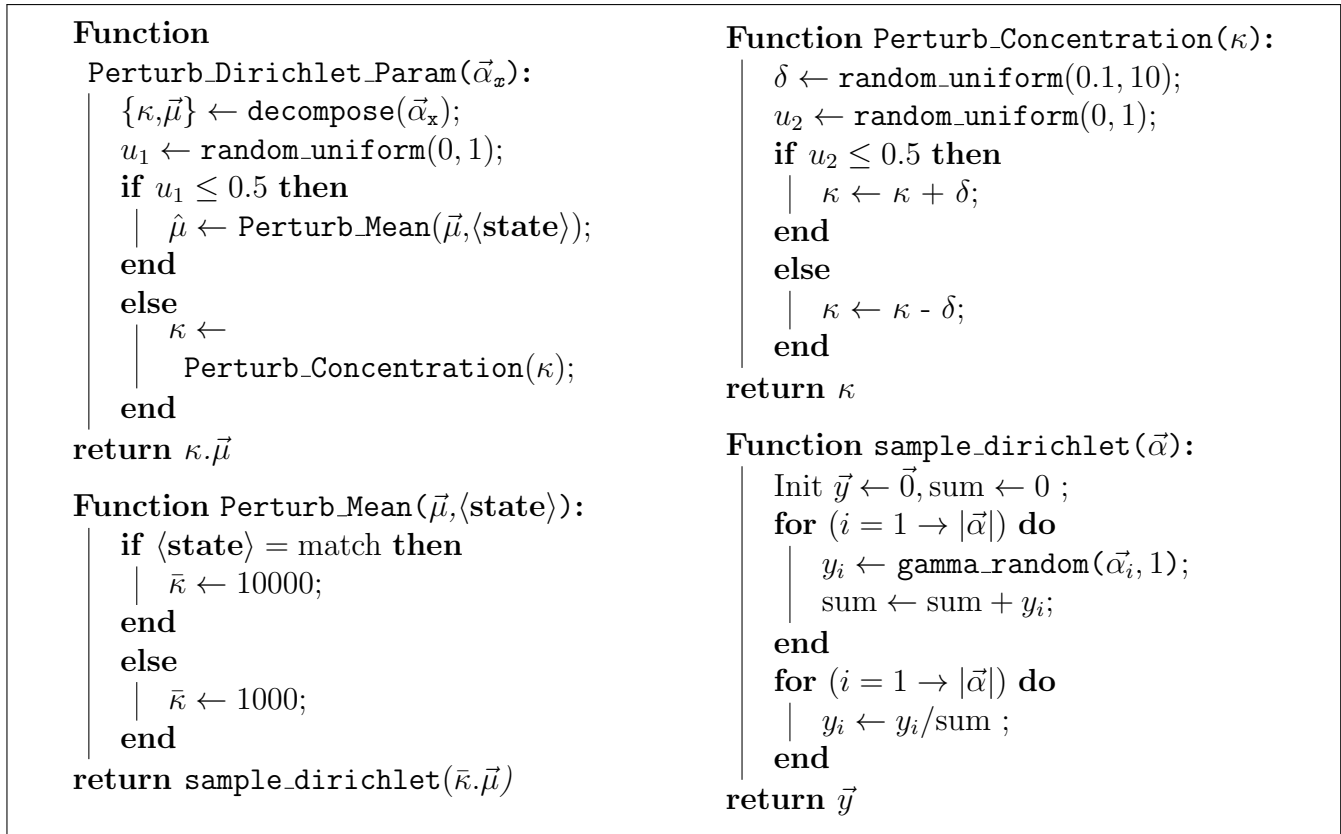 Function
Perturb_Dirichlet_Param(α⃗ₓ):
{κ,μ⃗} ← decompose(α⃗ₓ);
u₁ ← random_uniform(0, 1);
if u₁ ≤ 0.5 then
μ̂ ← Perturb_Mean(μ⃗,⟨state⟩);
end
else
κ ←
Perturb_Concentration(κ);
end
return κ.μ⃗
Function Perturb_Mean(μ⃗,⟨state⟩):
if ⟨state⟩ = match then
κ̄ ← 10000;
end
else
κ̄ ← 1000;
end
return sample_dirichlet(κ̄.μ⃗)
Function Perturb_Concentration(κ):
δ ← random_uniform(0.1, 10);
u₂ ← random_uniform(0, 1);
if u₂ ≤ 0.5 then
κ ← κ + δ;
end
else
κ ← κ - δ;
end
return κ
Function sample_dirichlet(α⃗):
Init y⃗ ← 0⃗, sum ← 0 ;
for (i = 1 → |α⃗|) do
yᵢ ← gamma_random(α⃗ᵢ, 1);
sum ← sum + yᵢ;
end
for (i = 1 → |α⃗|) do
yᵢ ← yᵢ/sum ;
end
return y⃗